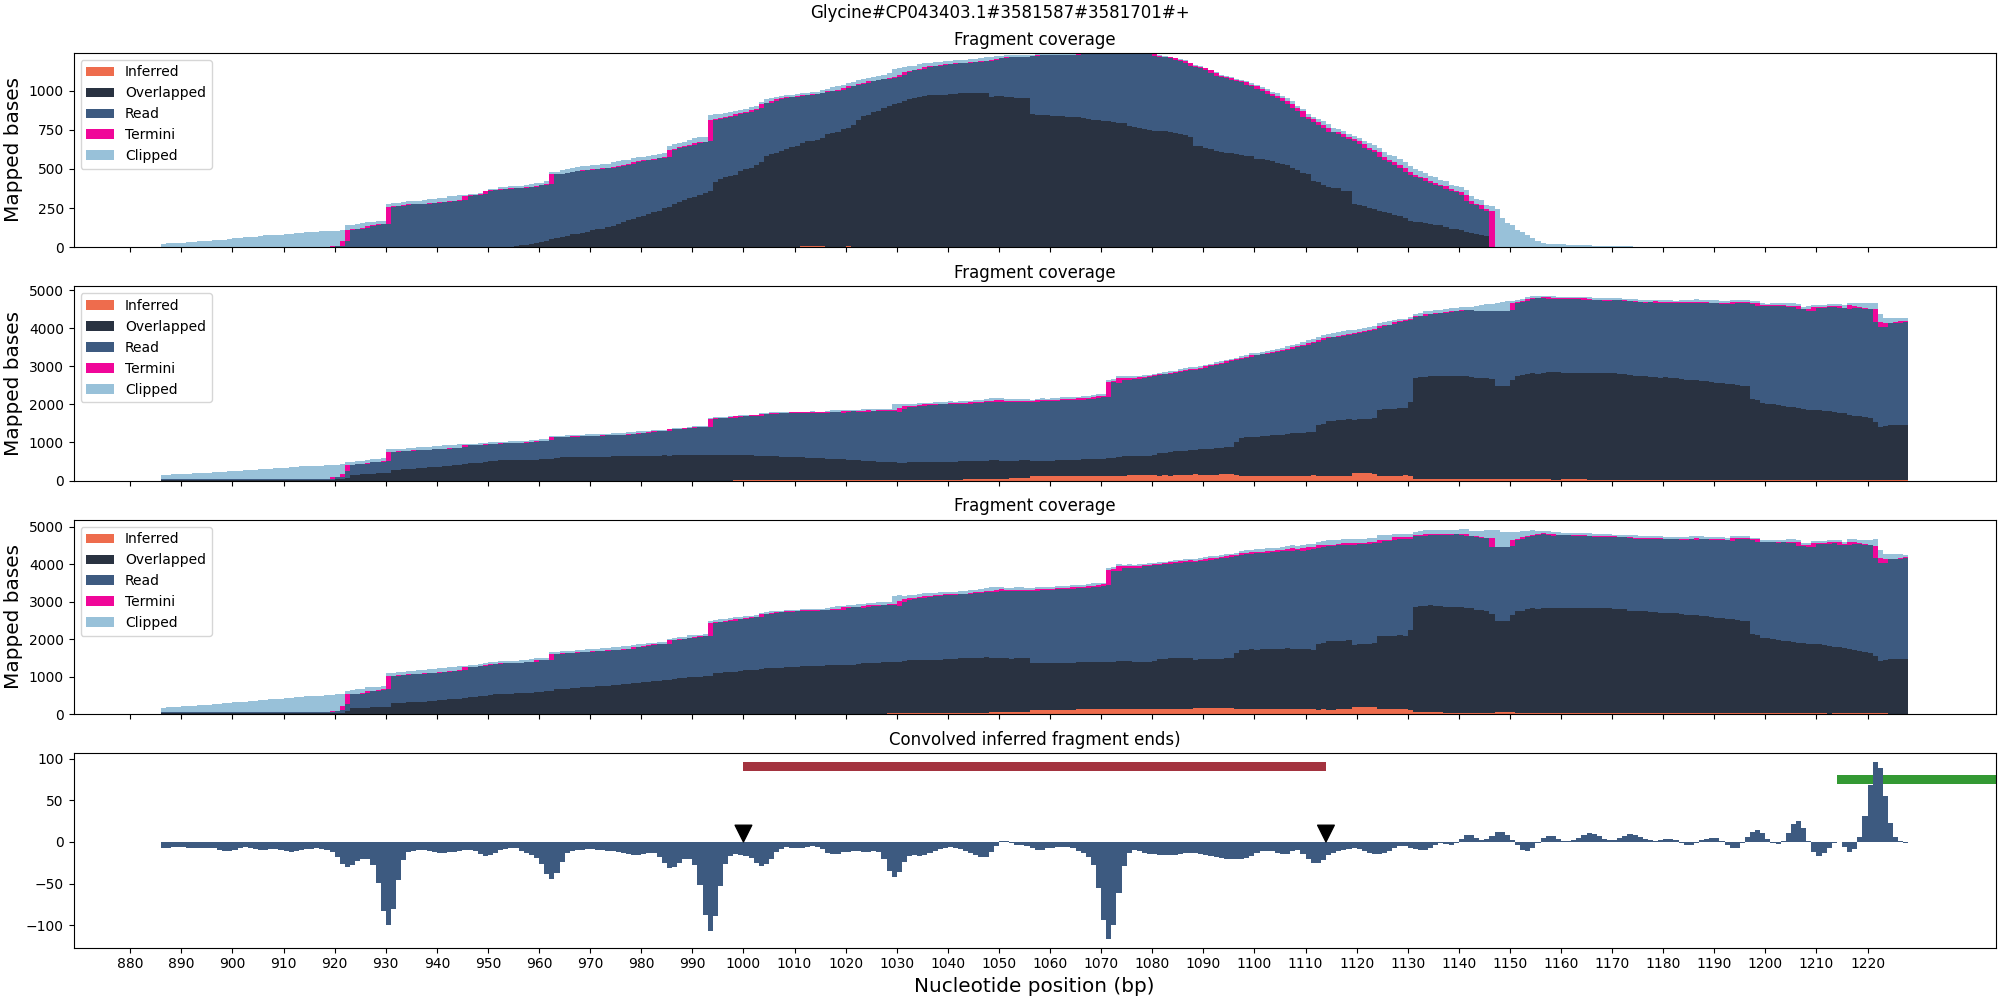 Glycine#CP043403.1#3581587#3581701#+
Fragment coverage
Mapped bases
1000
750
500
250
0
Inferred
Overlapped
Read
Termini
Clipped
Fragment coverage
Mapped bases
5000
4000
3000
2000
1000
0
Inferred
Overlapped
Read
Termini
Clipped
Fragment coverage
Mapped bases
5000
4000
3000
2000
1000
0
Inferred
Overlapped
Read
Termini
Clipped
Convolved inferred fragment ends)
100
50
0
−50
−100
880 890 900 910 920 930 940 950 960 970 980 990 1000 1010 1020 1030 1040 1050 1060 1070 1080 1090 1100 1110 1120 1130 1140 1150 1160 1170 1180 1190 1200 1210 1220
Nucleotide position (bp)